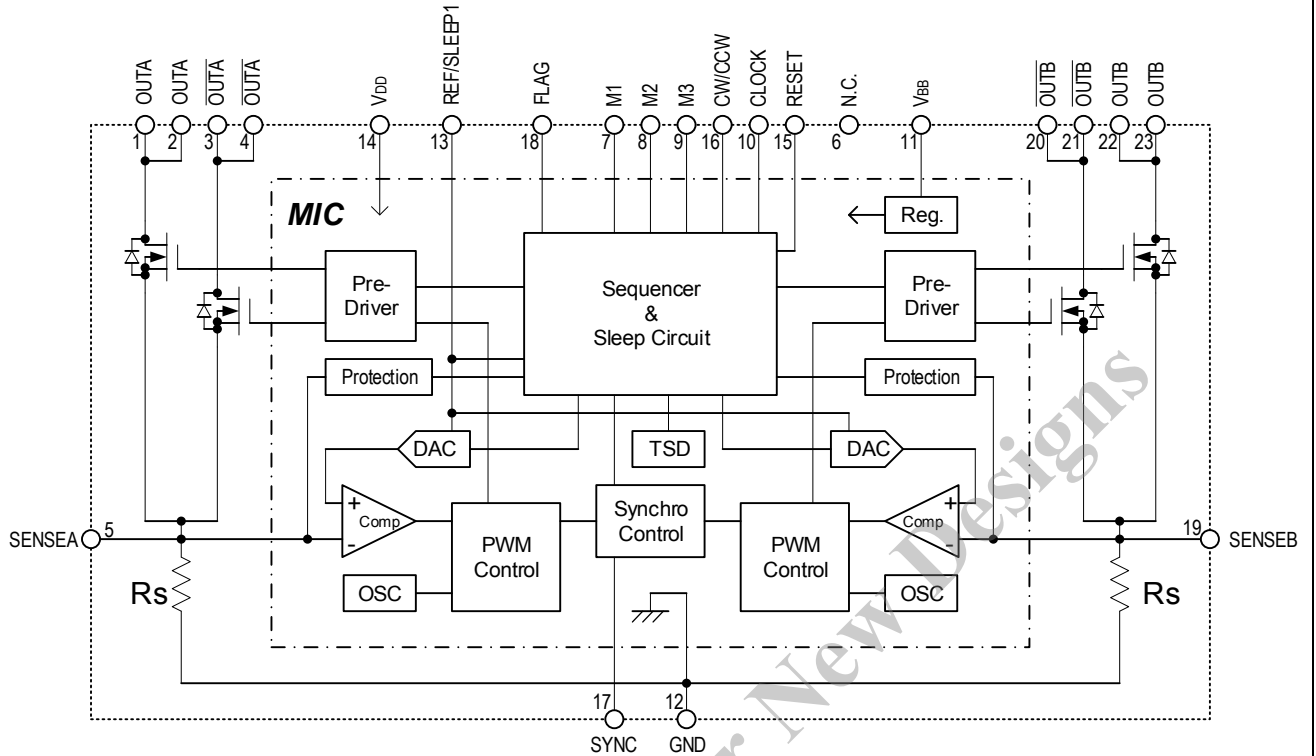 OUTA
OUTA
OUTA
OUTA
VDD
REF/SLEEP1
FLAG
M1
M2
M3
CW/CCW
CLOCK
RESET
N.C.
VBB
OUTB
OUTB
OUTB
OUTB
1
2
3
4
14
13
18
7
8
9
16
10
15
6
11
20
21
22
23
MIC
Reg.
Pre-
Driver
Sequencer
&
Sleep Circuit
Pre-
Driver
Protection
Protection
DAC
TSD
DAC
+
Comp
-
PWM
Control
Synchro
Control
PWM
Control
+
Comp
-
SENSEA
5
19
SENSEB
Rs
OSC
OSC
Rs
17
12
SYNC
GND
r New Designs